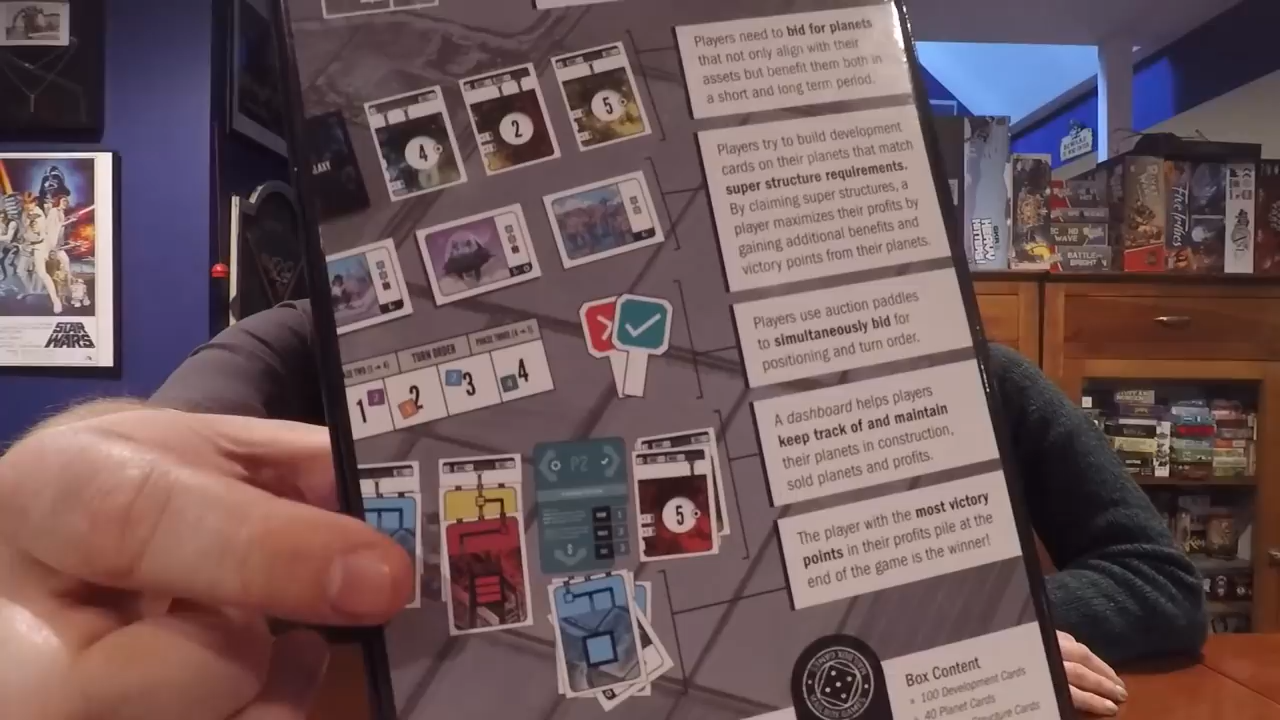 Players need to bid for planets
that not only align with their
assets but benefit them both in
a short and long term period.
4
2
5
Players try to build development
cards on their planets that match
super structure requirements.
By claiming super structures, a
player maximizes their profits by
gaining additional benefits and
victory points from their planets.
Players use auction paddles
to simultaneously bid for
positioning and turn order.
TURN ORDER
1
2
3
4
A dashboard helps players
keep track of and maintain
their planets in construction,
sold planets and profits.
P2
5
The player with the most victory
points in their profits pile at the
end of the game is the winner!
MAILBOX GAMES
Box Content
100 Development Cards
40 Planet Cards
Structure Cards
STAR
WARS